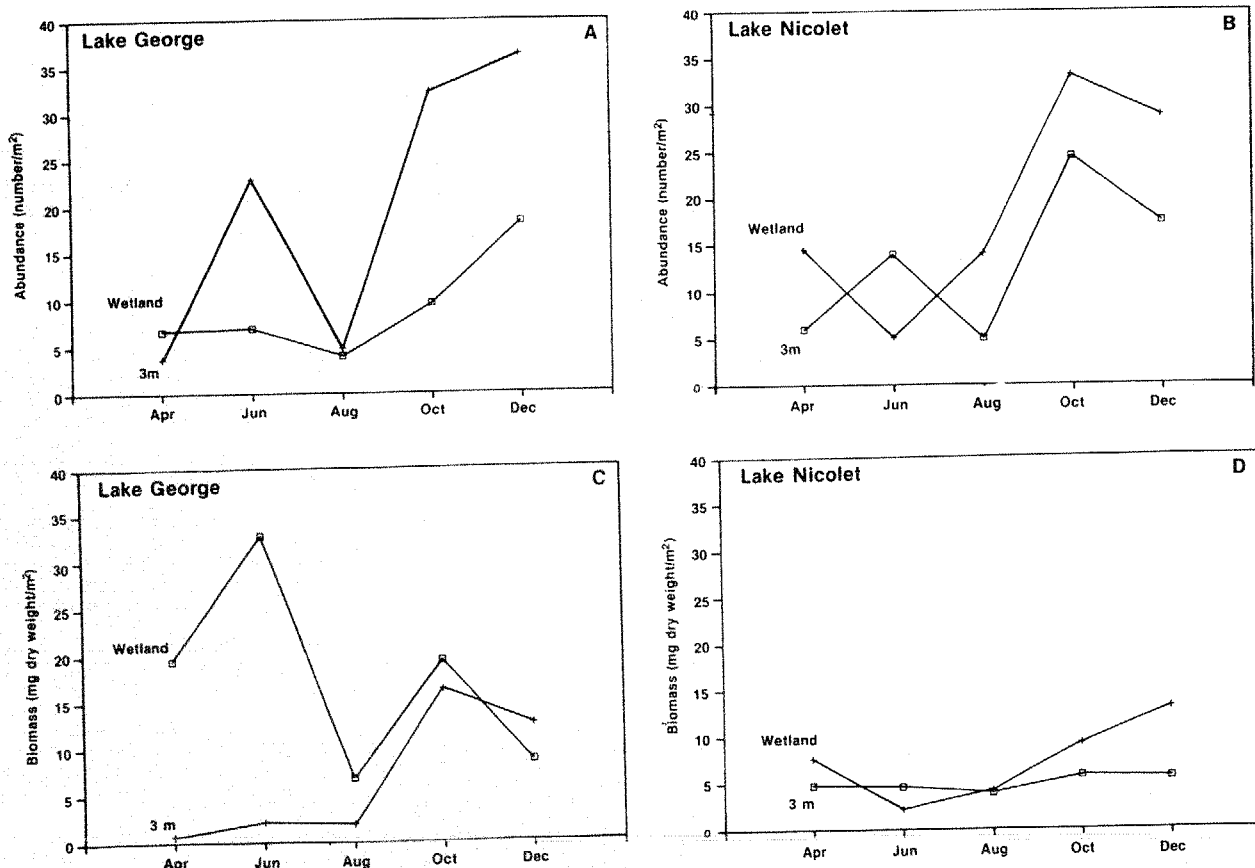 Lake George
A
Abundance (number/m²)
40
35
30
25
20
15
10
5
0
Wetland
3m
Apr Jun Aug Oct Dec
Lake Nicolet
B
Abundance (number/m²)
40
35
30
25
20
15
10
5
0
Wetland
3m
Apr Jun Aug Oct Dec
Lake George
C
Biomass (mg dry weight/m²)
40
35
30
25
20
15
10
5
0
Wetland
3 m
Apr Jun Aug Oct Dec
Lake Nicolet
D
Biomass (mg dry weight/m²)
40
35
30
25
20
15
10
5
0
Wetland
3 m
Apr Jun Aug Oct Dec